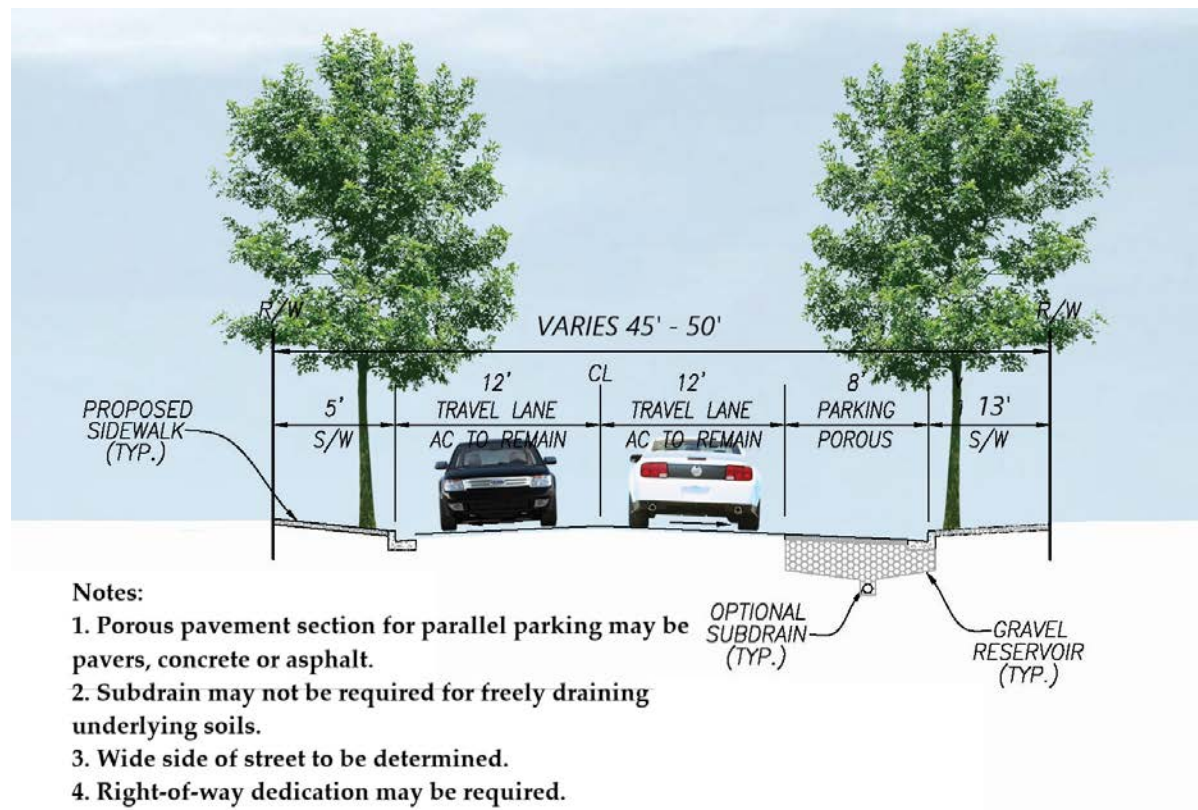 R/W
R/W
VARIES 45' - 50'
5'
S/W
12'
TRAVEL LANE
AC TO REMAIN
CL
12'
TRAVEL LANE
AC TO REMAIN
8'
PARKING
POROUS
13'
S/W
PROPOSED
SIDEWALK
(TYP.)
OPTIONAL
SUBDRAIN
(TYP.)
GRAVEL
RESERVOIR
(TYP.)
Notes:
1. Porous pavement section for parallel parking may be
pavers, concrete or asphalt.
2. Subdrain may not be required for freely draining
underlying soils.
3. Wide side of street to be determined.
4. Right-of-way dedication may be required.